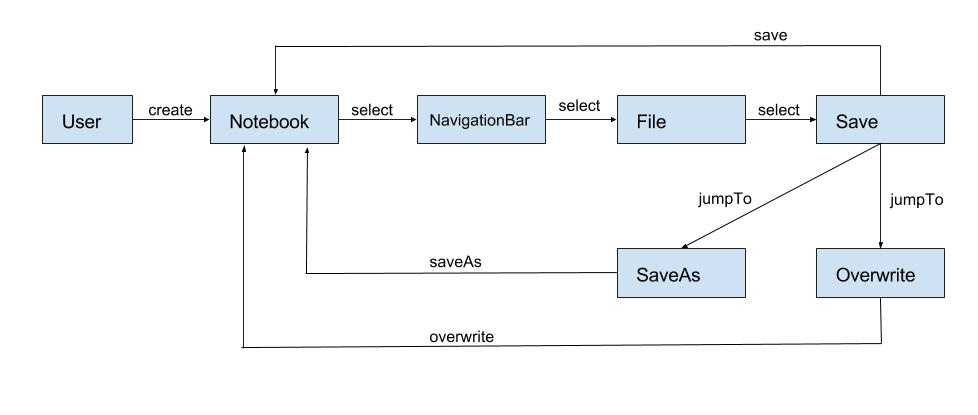 save
User
create
Notebook
select
NavigationBar
select
File
select
Save
jumpTo
jumpTo
saveAs
SaveAs
Overwrite
overwrite